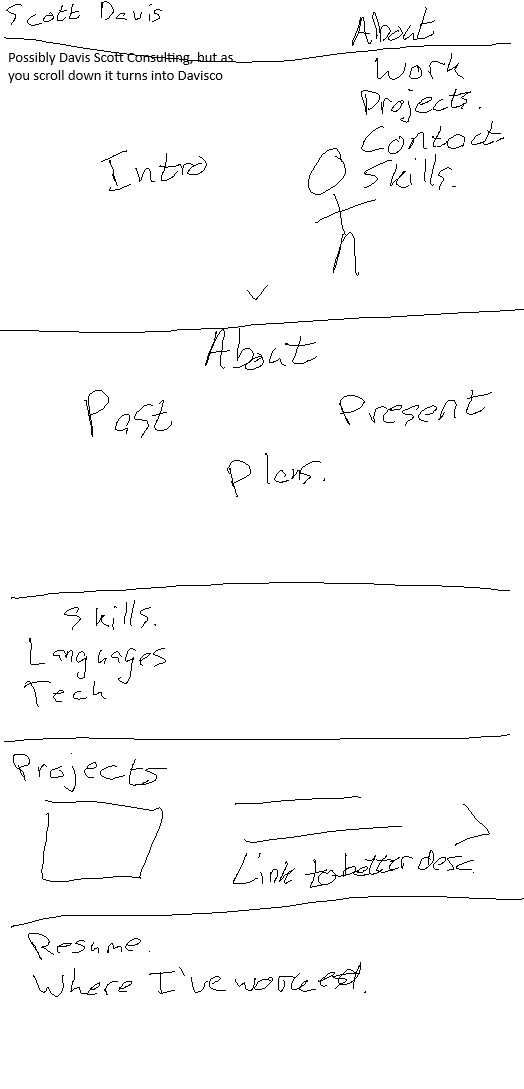 Scott Davis
About
Possibly Davis Scott Consulting, but as
you scroll down it turns into Davisco
Work
Projects.
Contact
Skills.
Intro
About
Past
Present
Plans.
Skills.
Languages
Tech
Projects
Link to better desc
Resume.
Where I've worked.